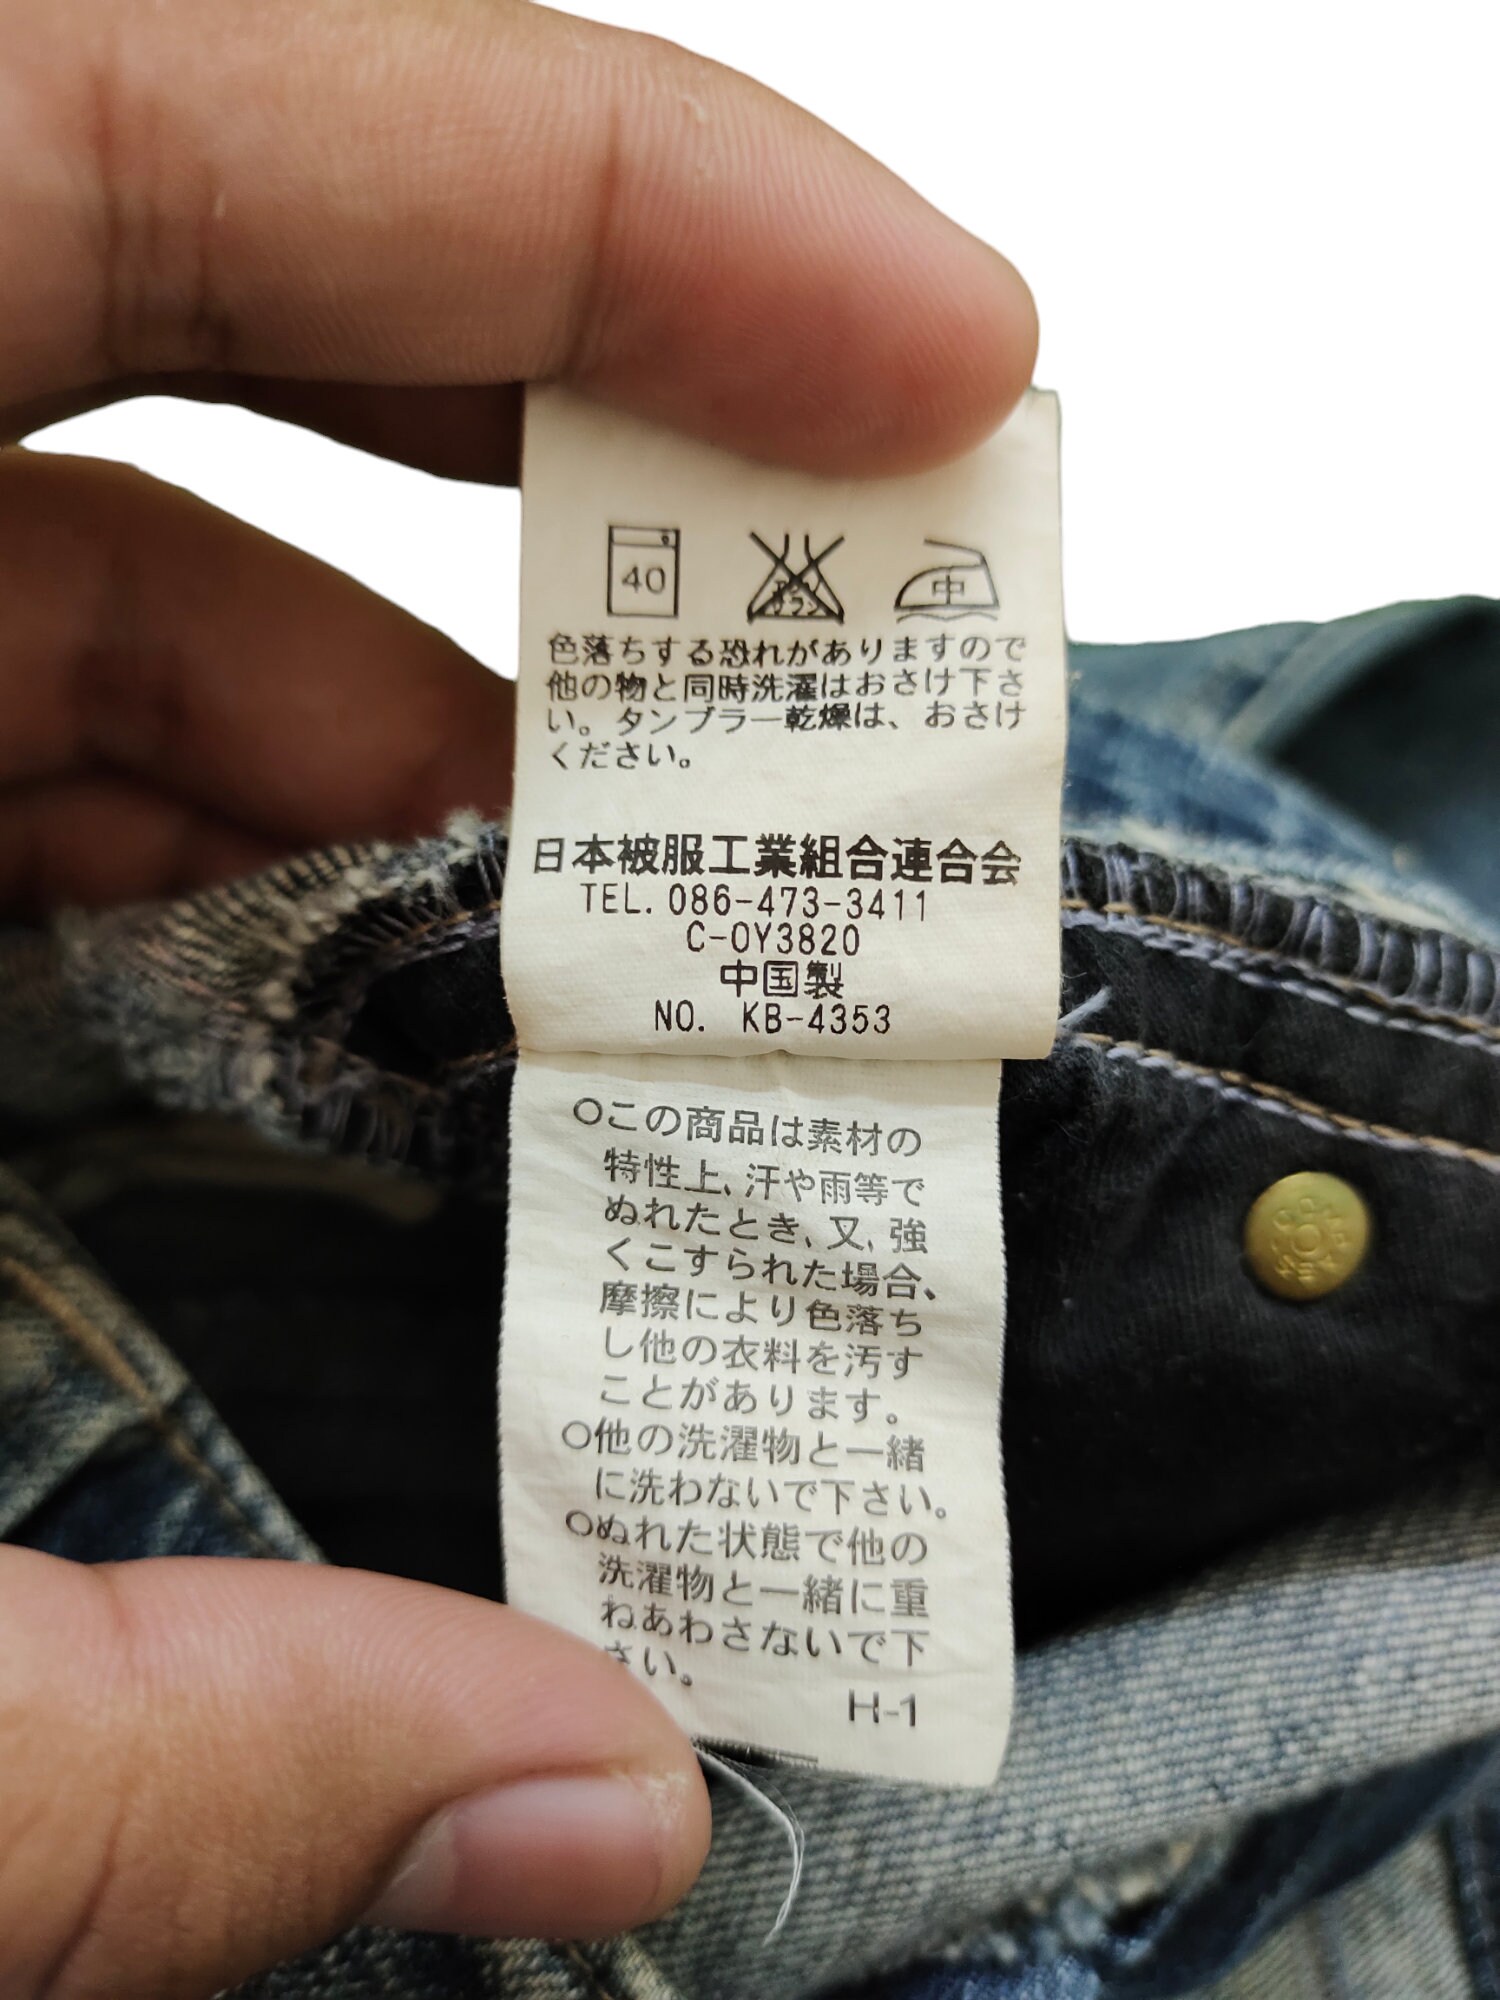 40
中
色落ちする恐れがありますので
他の物と同時洗濯はおさけ下さ
い。タンブラー乾燥は、おさけ
ください。
日本被服工業組合連合会
TEL. 086-473-3411
C-0Y3820
中国製
NO. KB-4353
○この商品は素材の
特性上、汗や雨等で
ぬれたとき、又、強
くこすられた場合、
摩擦により色落ち
し他の衣料を汚す
ことがあります。
○他の洗濯物と一緒
に洗わないで下さい。
○ぬれた状態で他の
洗濯物と一緒に重
ねあわさないで下
さい。
H-1